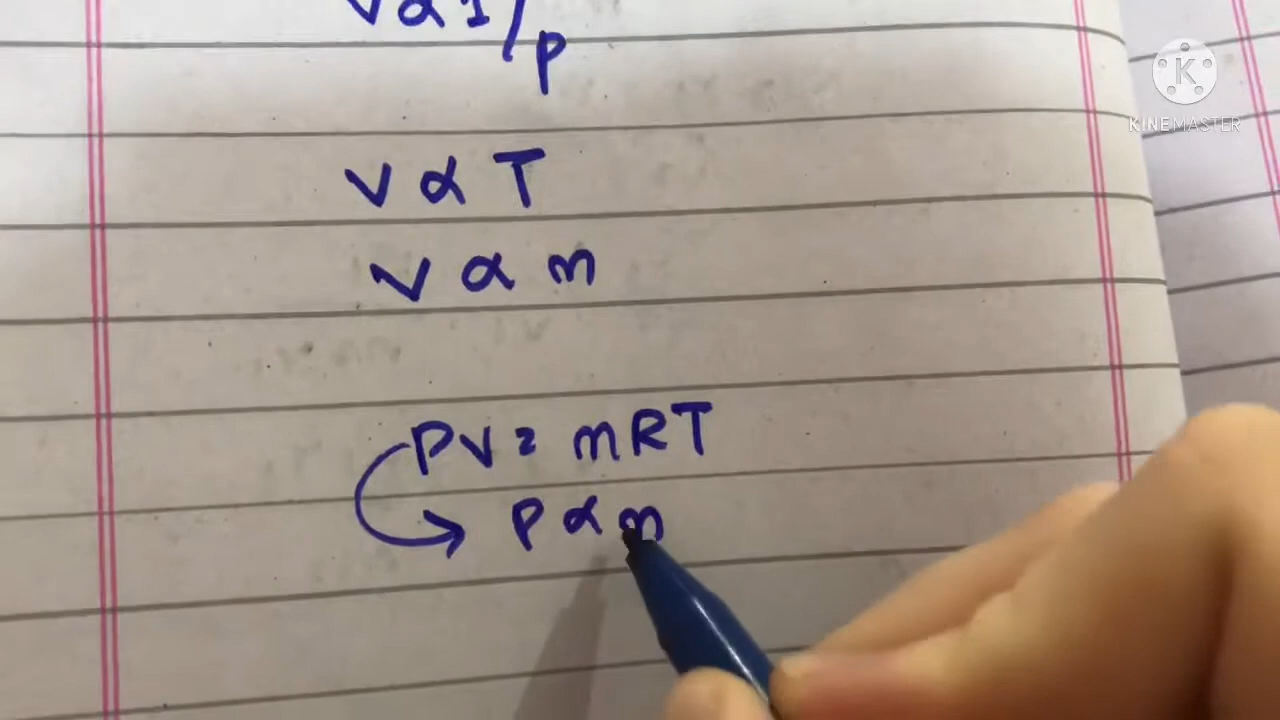 V α 1/p
KINEMASTER
V α T
V α n
PV = nRT
P α n